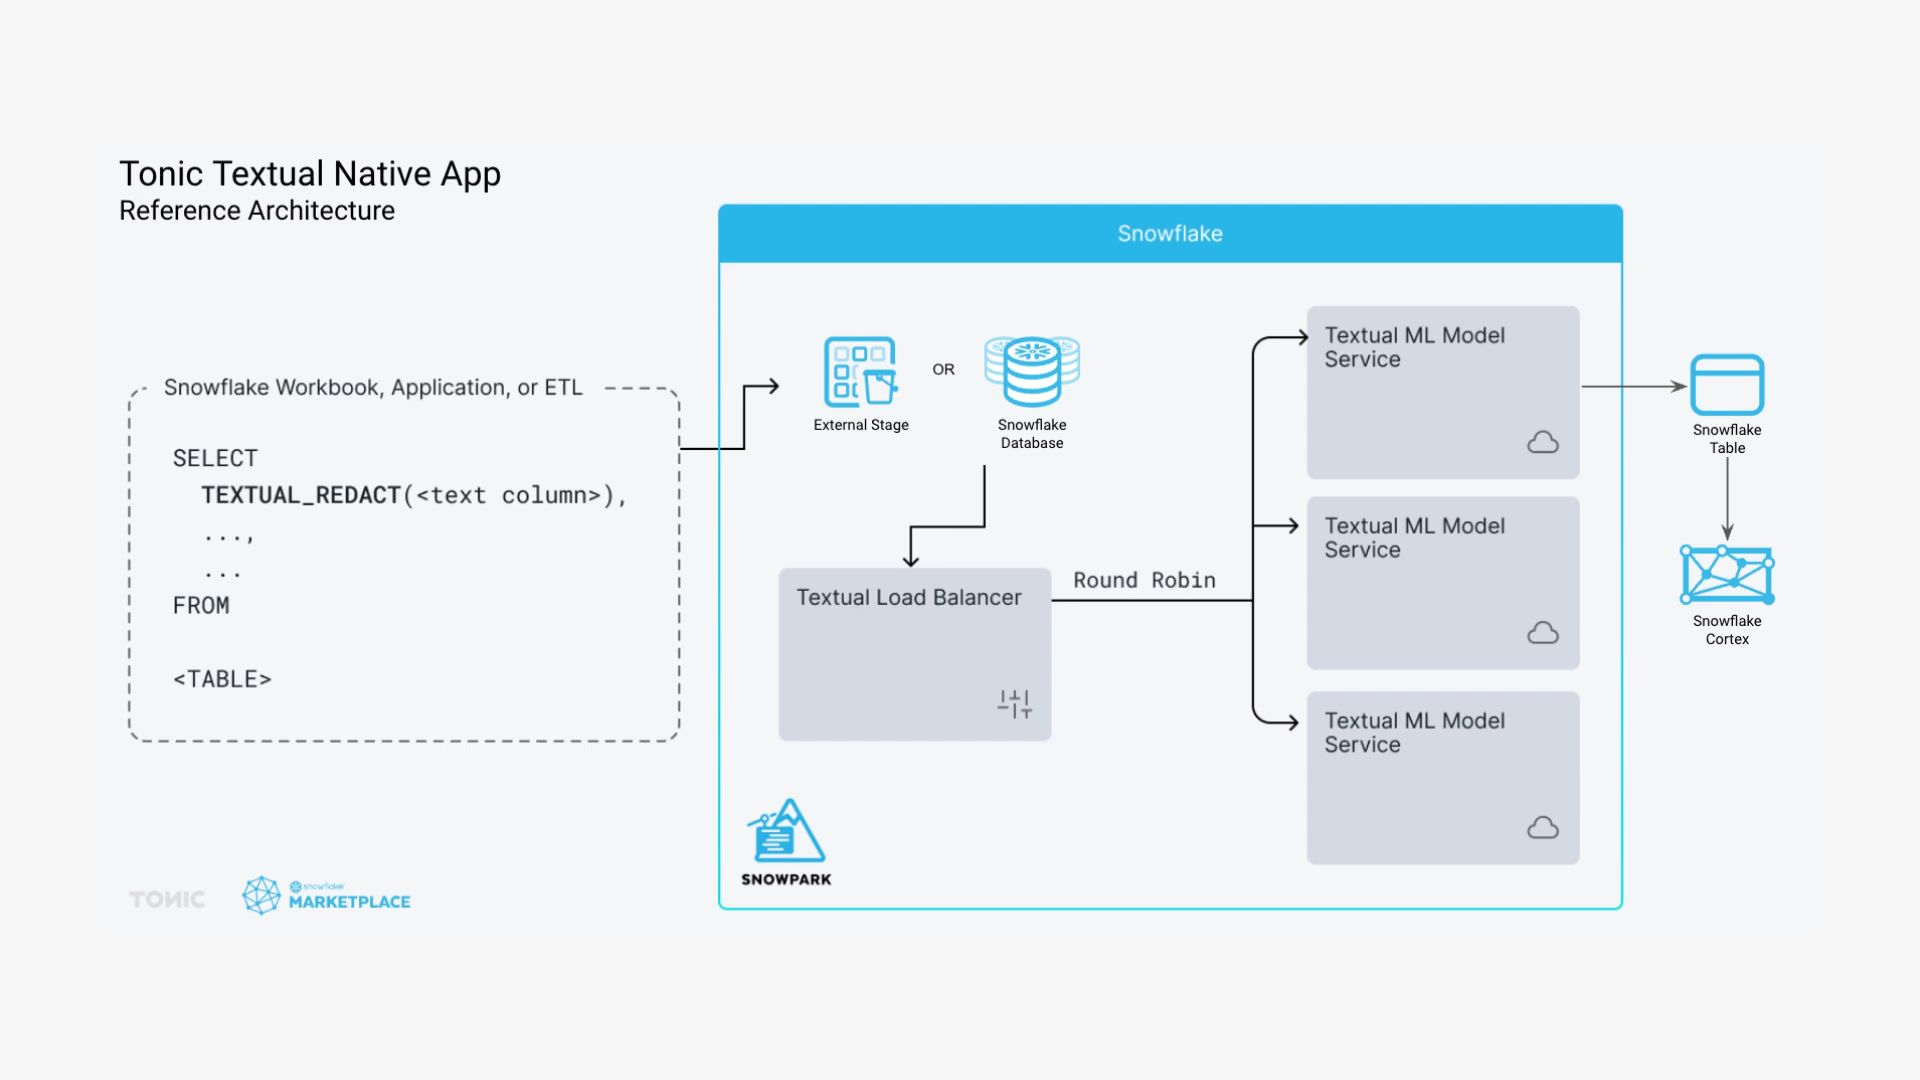 Tonic Textual Native App
Reference Architecture
Snowflake
Snowflake Workbook, Application, or ETL
SELECT
TEXTUAL_REDACT(<text column>),
...,
...
FROM
<TABLE>
External Stage
OR
Snowflake
Database
Textual Load Balancer
Round Robin
Textual ML Model
Service
Textual ML Model
Service
Textual ML Model
Service
Snowflake
Table
Snowflake
Cortex
SNOWPARK
TONIC
snowflake
MARKETPLACE